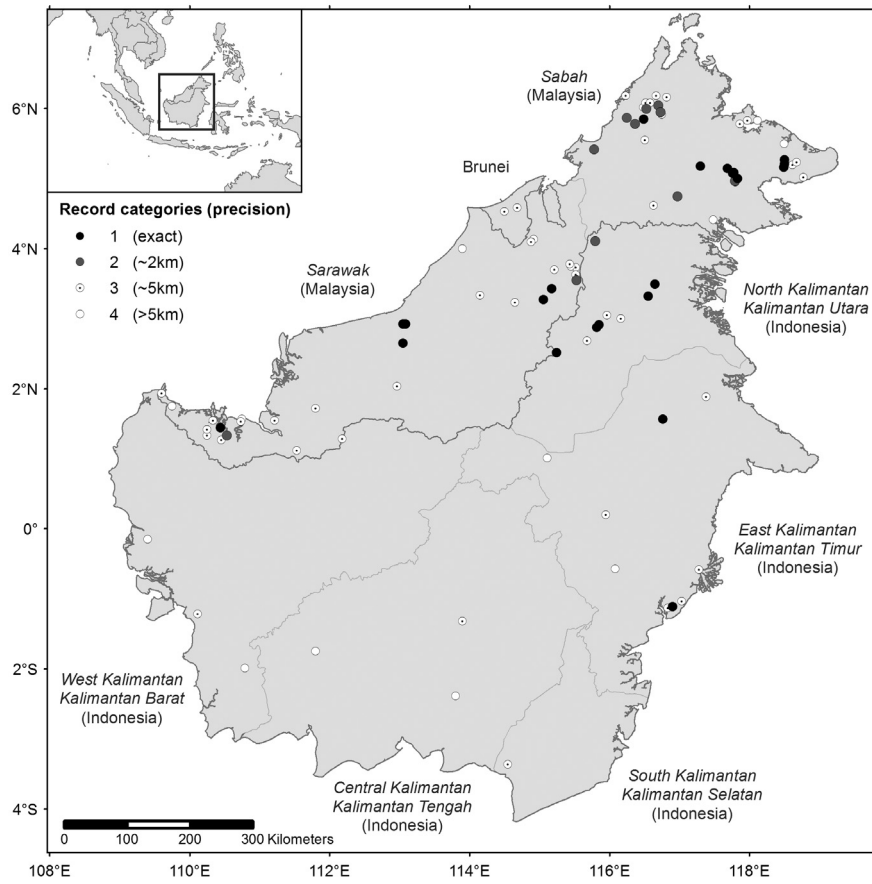 6°N
4°N
2°N
0°
2°S
4°S
Record categories (precision)
1 (exact)
2 (~2km)
3 (~5km)
4 (>5km)
Sabah
(Malaysia)
Brunei
Sarawak
(Malaysia)
North Kalimantan
Kalimantan Utara
(Indonesia)
East Kalimantan
Kalimantan Timur
(Indonesia)
West Kalimantan
Kalimantan Barat
(Indonesia)
Central Kalimantan
Kalimantan Tengah
(Indonesia)
South Kalimantan
Kalimantan Selatan
(Indonesia)
0 100 200 300 Kilometers
108°E 110°E 112°E 114°E 116°E 118°E